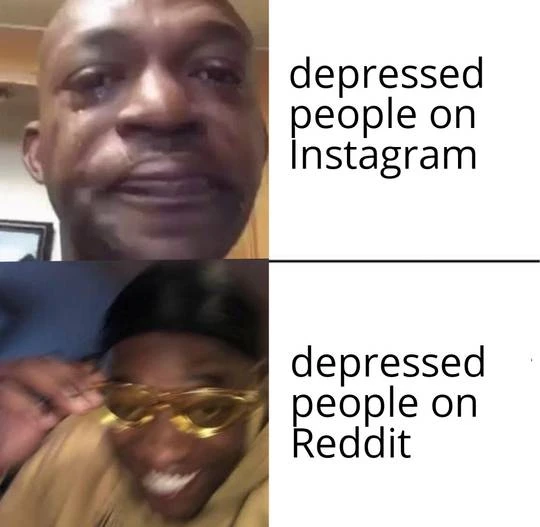 depressed
people on
Instagram
depressed
people on
Reddit